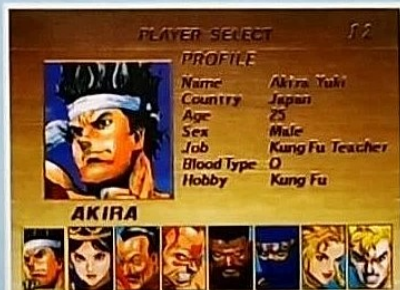 PLAYER SELECT 12
PROFILE
Name Akira Yuki
Country Japan
Age 25
Sex Male
Job Kung Fu Teacher
Blood Type O
Hobby Kung Fu
AKIRA